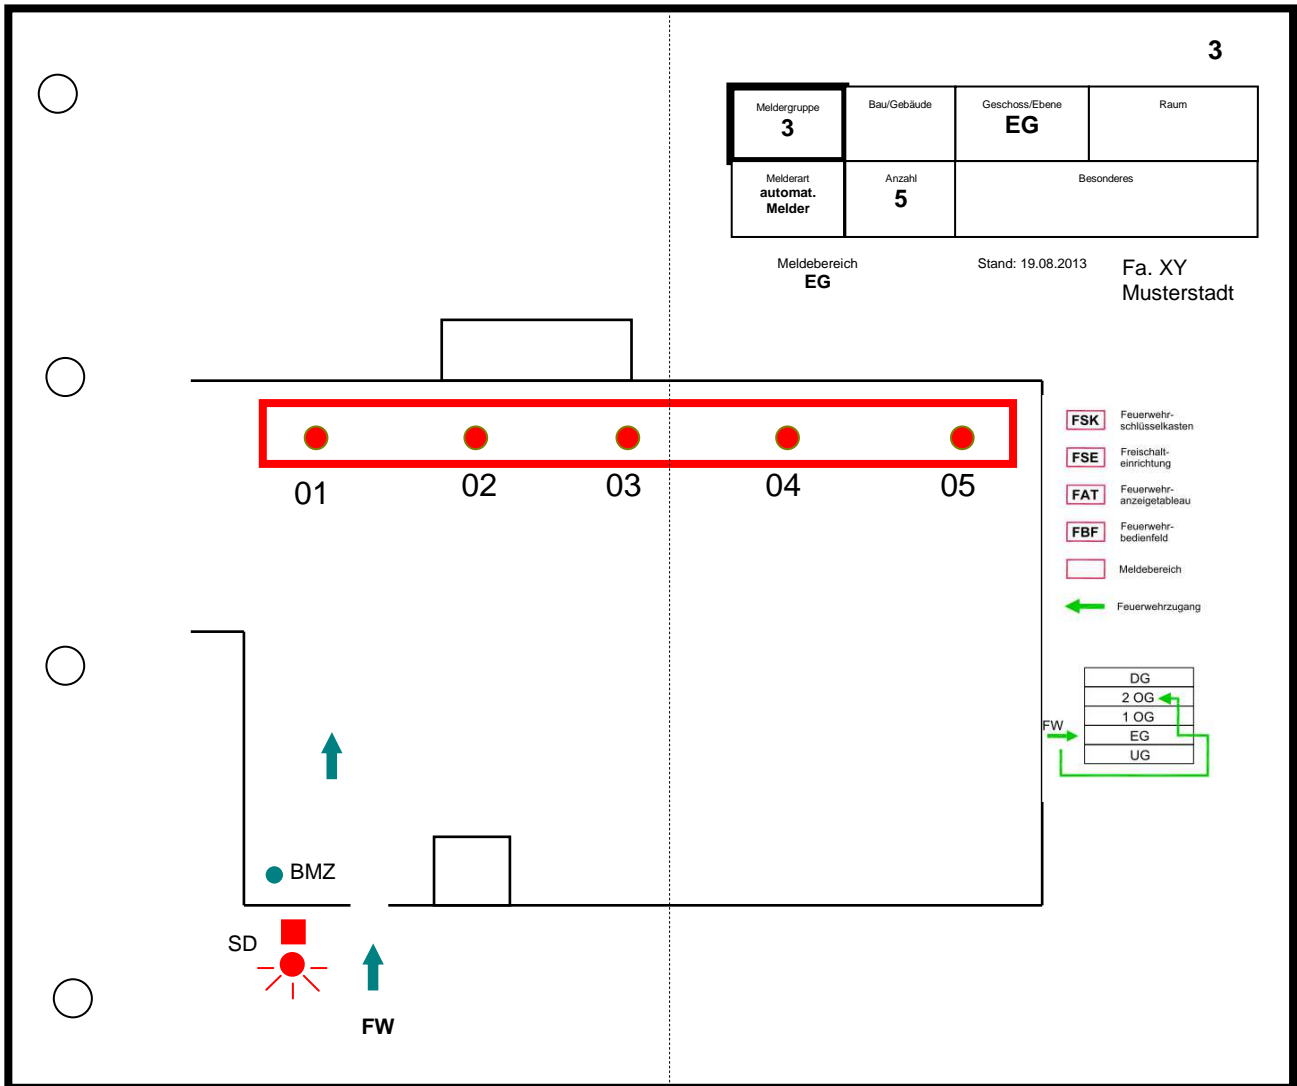 3
Meldergruppe
3
Bau/Gebäude
Geschoss/Ebene
EG
Raum
Melderart
automat.
Melder
Anzahl
5
Besonderes
Meldebereich
EG
Stand: 19.08.2013
Fa. XY
Musterstadt
01
02
03
04
05
FSK
Feuerwehr-
schlüsselkasten
FSE
Freischalt-
einrichtung
FAT
Feuerwehr-
anzeigetableau
FBF
Feuerwehr-
bedienfeld
Meldebereich
Feuerwehrzugang
DG
2 OG
1 OG
FW
EG
UG
BMZ
SD
FW